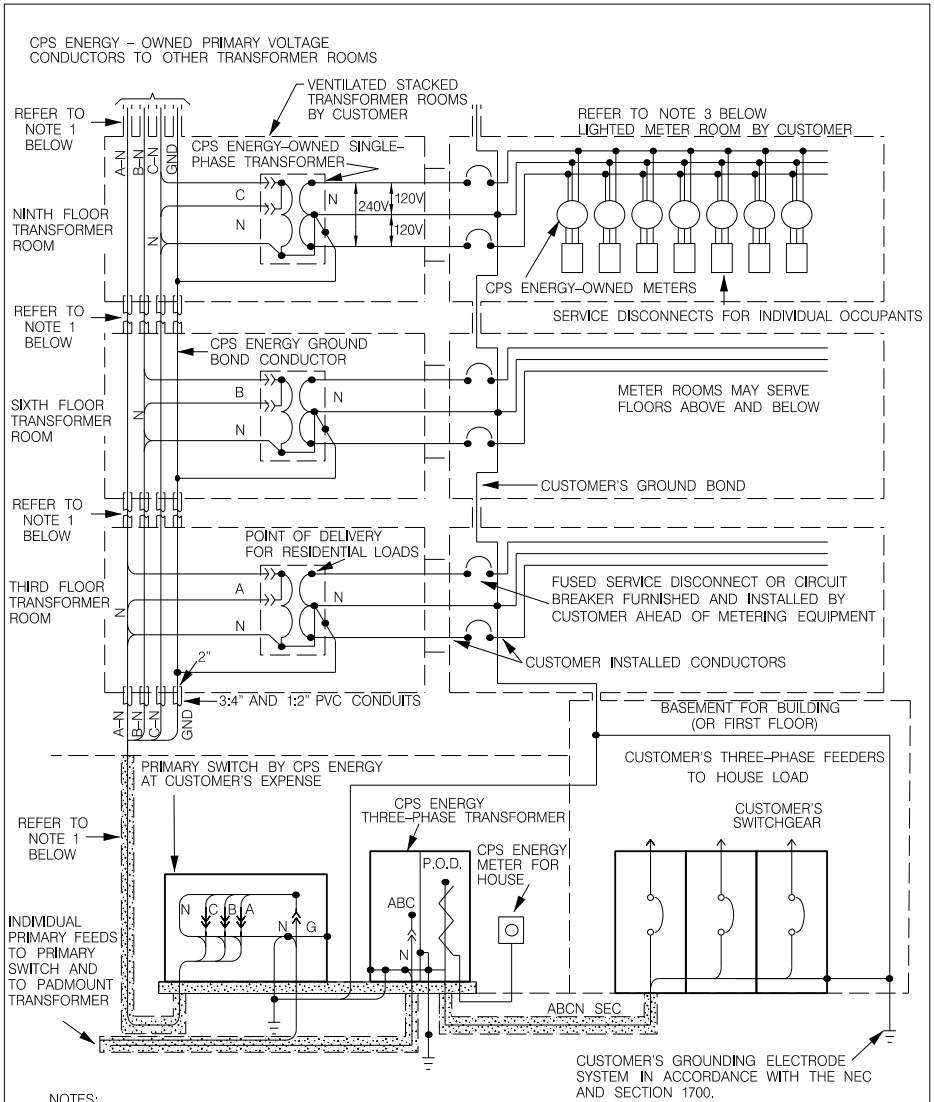 CPS ENERGY - OWNED PRIMARY VOLTAGE
CONDUCTORS TO OTHER TRANSFORMER ROOMS
VENTILATED STACKED
TRANSFORMER ROOMS
BY CUSTOMER
REFER TO
NOTE 1
BELOW
REFER TO NOTE 3 BELOW
LIGHTED METER ROOM BY CUSTOMER
A-N
B-N
C-N
GND
CPS ENERGY-OWNED SINGLE-
PHASE TRANSFORMER
C
N
N
N
240V
120V
120V
NINTH FLOOR
TRANSFORMER
ROOM
CPS ENERGY-OWNED METERS
SERVICE DISCONNECTS FOR INDIVIDUAL OCCUPANTS
REFER TO
NOTE 1
BELOW
CPS ENERGY GROUND
BOND CONDUCTOR
B
N
N
N
SIXTH FLOOR
TRANSFORMER
ROOM
METER ROOMS MAY SERVE
FLOORS ABOVE AND BELOW
CUSTOMER'S GROUND BOND
REFER TO
NOTE 1
BELOW
POINT OF DELIVERY
FOR RESIDENTIAL LOADS
A
N
N
N
THIRD FLOOR
TRANSFORMER
ROOM
FUSED SERVICE DISCONNECT OR CIRCUIT
BREAKER FURNISHED AND INSTALLED BY
CUSTOMER AHEAD OF METERING EQUIPMENT
CUSTOMER INSTALLED CONDUCTORS
2"
3:4" AND 1:2" PVC CONDUITS
A-N
B-N
C-N
GND
BASEMENT FOR BUILDING
(OR FIRST FLOOR)
PRIMARY SWITCH BY CPS ENERGY
AT CUSTOMER'S EXPENSE
CUSTOMER'S THREE-PHASE FEEDERS
TO HOUSE LOAD
CPS ENERGY
THREE-PHASE TRANSFORMER
CUSTOMER'S
SWITCHGEAR
REFER TO
NOTE 1
BELOW
CPS ENERGY
METER FOR
HOUSE
P.O.D.
N
C
B
A
N
G
ABC
N
INDIVIDUAL
PRIMARY FEEDS
TO PRIMARY
SWITCH AND
TO PADMOUNT
TRANSFORMER
ABCN SEC
CUSTOMER'S GROUNDING ELECTRODE
SYSTEM IN ACCORDANCE WITH THE NEC
AND SECTION 1700.
NOTES: